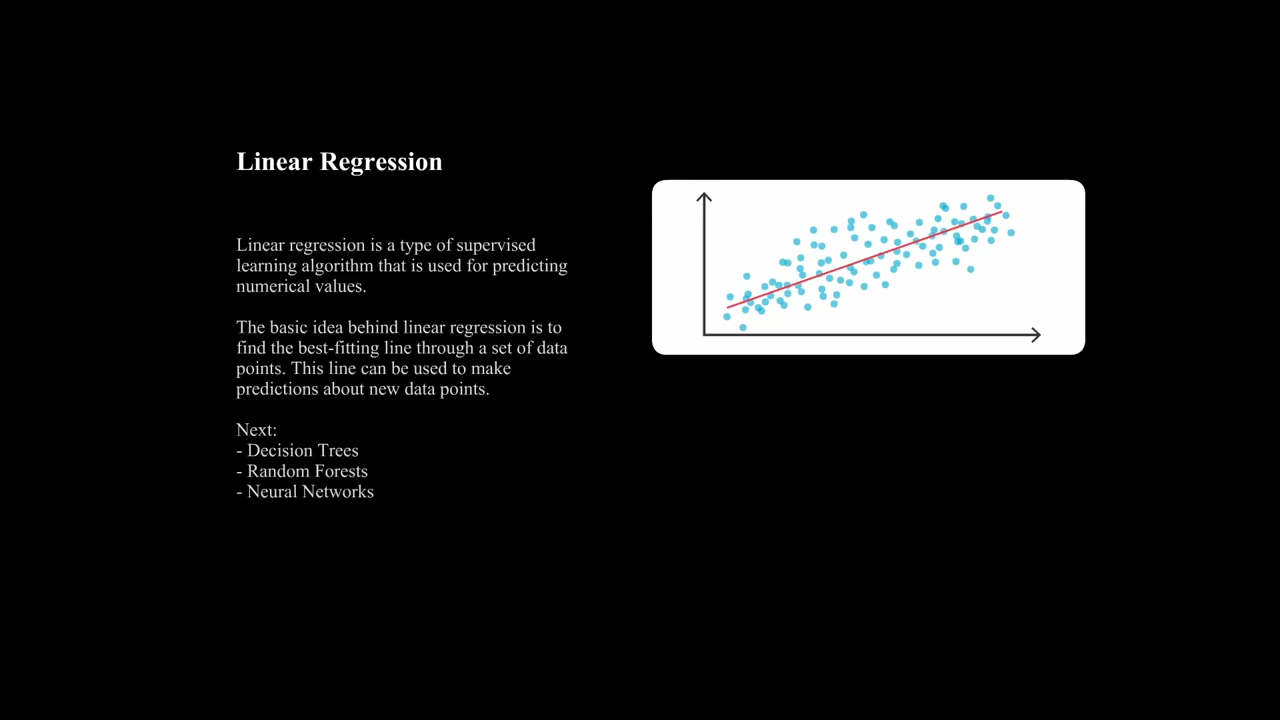 Linear Regression
Linear regression is a type of supervised
learning algorithm that is used for predicting
numerical values.
The basic idea behind linear regression is to
find the best-fitting line through a set of data
points. This line can be used to make
predictions about new data points.
Next:
- Decision Trees
- Random Forests
- Neural Networks